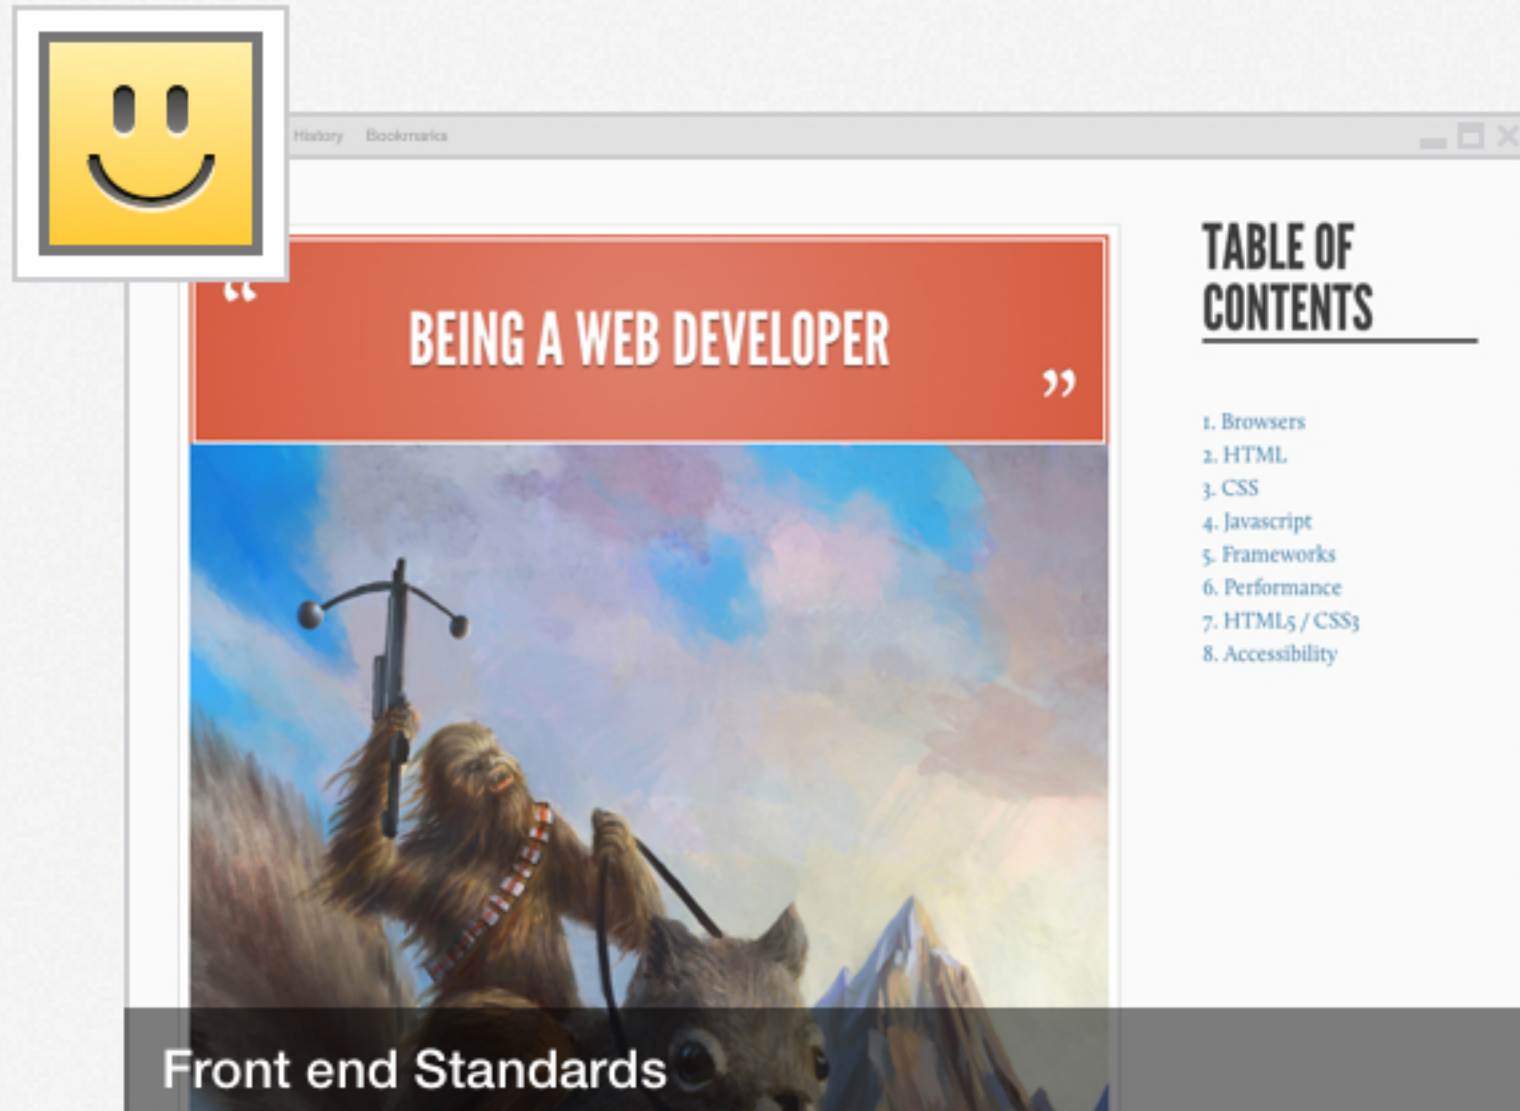 History Bookmarks
“
BEING A WEB DEVELOPER
”
TABLE OF
CONTENTS
1. Browsers
2. HTML
3. CSS
4. Javascript
5. Frameworks
6. Performance
7. HTML5 / CSS3
8. Accessibility
Front end Standards